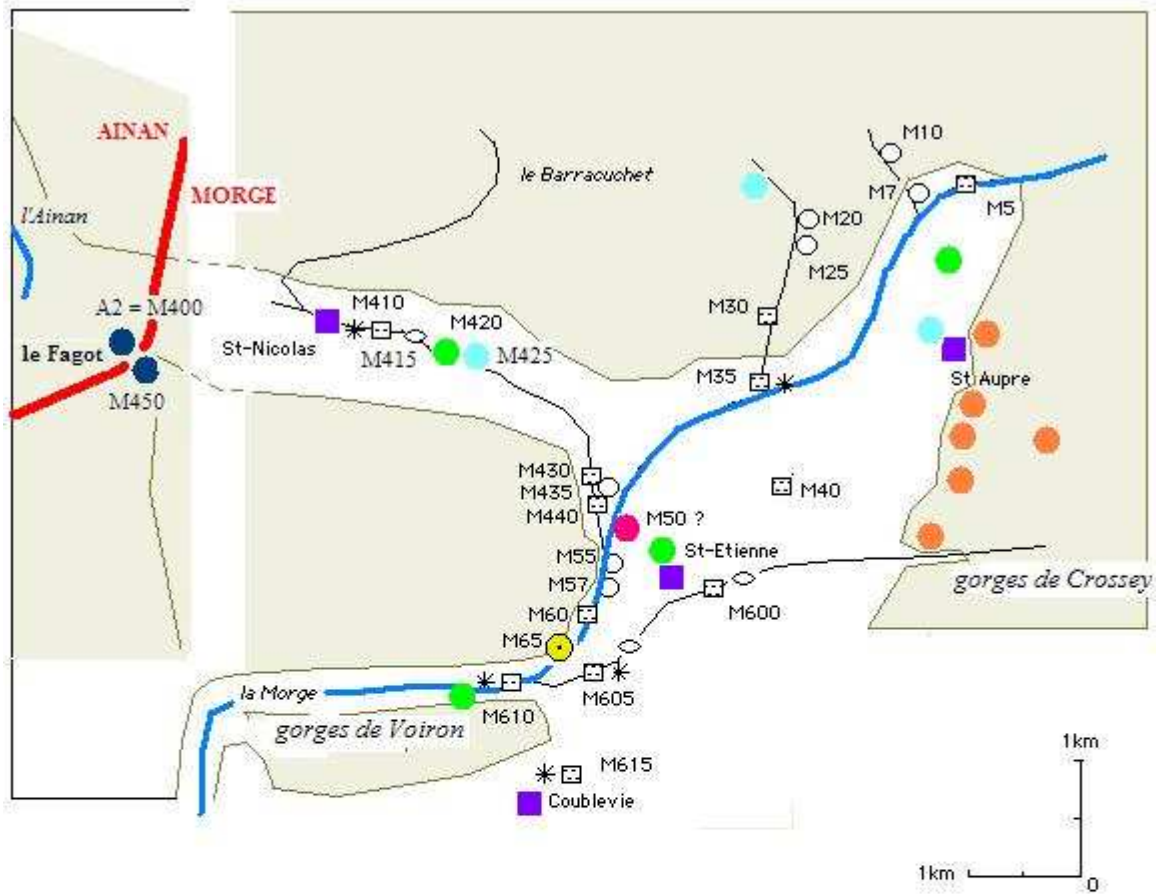 AINAN
MORGE
l'Ainan
le Barraouchet
M10
M7
M5
M20
M25
A2 = M400
M410
M420
M30
le Fagot
St-Nicolas
M415
M425
M35
St Aupre
M450
M430
M435
M40
M440
M50 ?
St-Etienne
M55
M57
gorges de Crossey
M60
M600
M65
la Morge
M605
M610
gorges de Voiron
M615
Coublevie
1km
1km
0